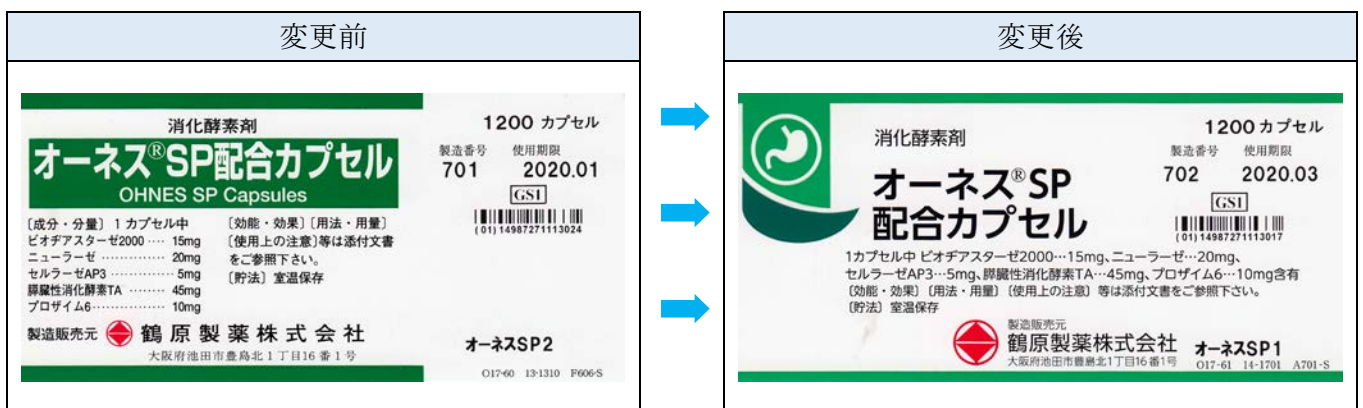 変更前
消化酵素剤
オーネス®SP配合カプセル
OHNES SP Capsules
〔成分・分量〕1 カプセル中
ビオヂアスターゼ2000 ···· 15mg
ニューラーゼ ·············· 20mg
セルラーゼAP3 ············· 5mg
膵臓性消化酵素TA ········ 45mg
プロザイム6················ 10mg
〔効能・効果〕〔用法・用量〕
〔使用上の注意〕等は添付文書
をご参照下さい。
〔貯法〕室温保存
製造販売元 鶴原製薬株式会社
大阪府池田市豊島北1丁目16番1号
1200 カプセル
製造番号 使用期限
701 2020.01
GS1
(01)14987271113024
オーネスSP2
O17-60 13-1310 F606-S
変更後
消化酵素剤
オーネス®SP
配合カプセル
1200カプセル
製造番号 使用期限
702 2020.03
GS1
(01)14987271113017
1カプセル中 ビオヂアスターゼ2000…15mg、ニューラーゼ…20mg、
セルラーゼAP3…5mg、膵臓性消化酵素TA…45mg、プロザイム6…10mg含有
〔効能・効果〕〔用法・用量〕〔使用上の注意〕等は添付文書をご参照下さい。
〔貯法〕室温保存
製造販売元
鶴原製薬株式会社
大阪府池田市豊島北1丁目16番1号
オーネスSP1
O17-61 14-1701 A701-S